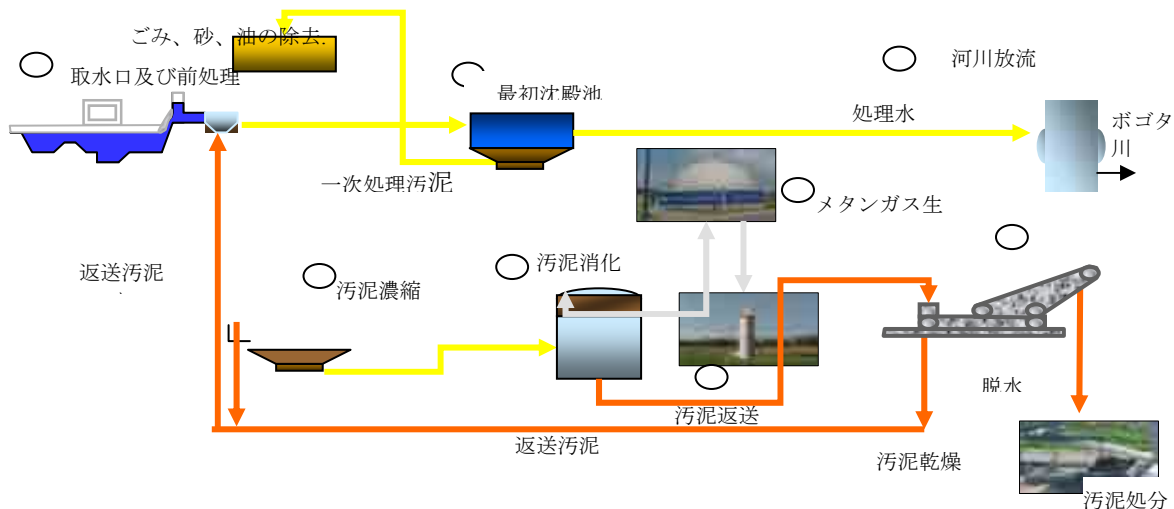 ごみ、砂、油の除去.
取水口及び前処理
最初沈殿池
河川放流
処理水
ボゴタ
川
一次処理汚泥
メタンガス生
返送汚泥
汚泥濃縮
汚泥消化
脱水
汚泥返送
返送汚泥
汚泥乾燥
汚泥処分